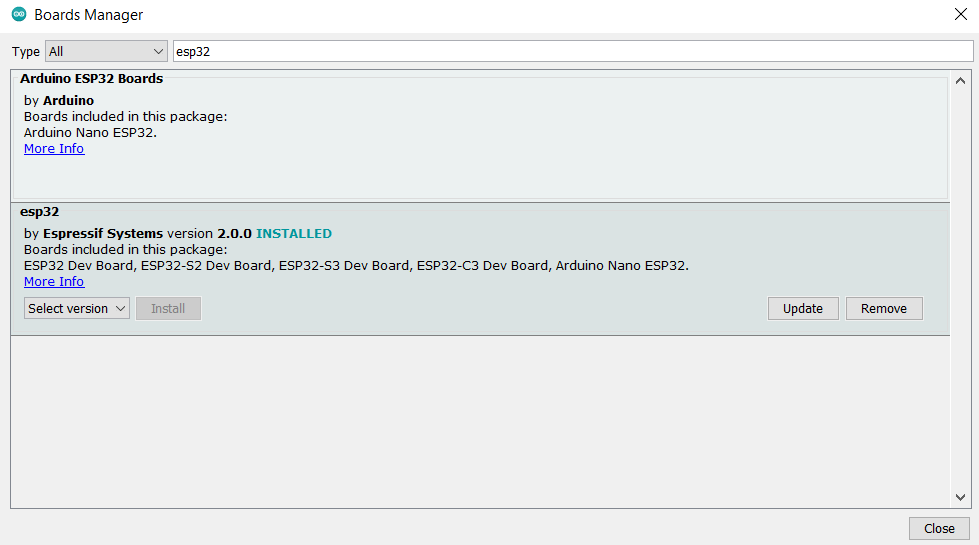 Boards Manager
Type All esp32
Arduino ESP32 Boards
by Arduino
Boards included in this package:
Arduino Nano ESP32.
More Info
esp32
by Espressif Systems version 2.0.0 INSTALLED
Boards included in this package:
ESP32 Dev Board, ESP32-S2 Dev Board, ESP32-S3 Dev Board, ESP32-C3 Dev Board, Arduino Nano ESP32.
More Info
Select version Install Update Remove
Close